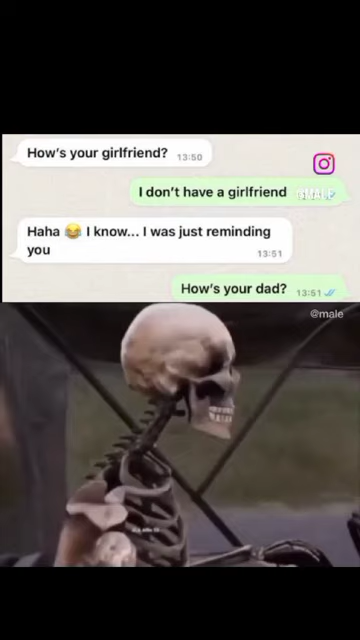 How's your girlfriend? 13:50
I don't have a girlfriend
Haha 😂 I know... I was just reminding
you 13:51
How's your dad? 13:51
@male